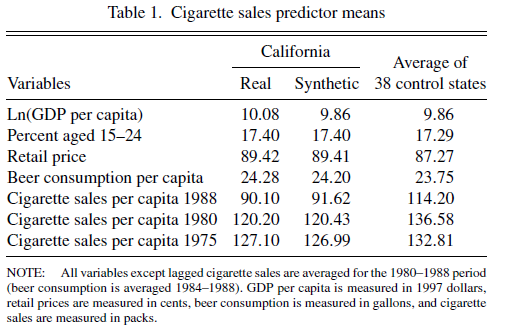 Table 1. Cigarette sales predictor means
California
Average of
Variables Real Synthetic 38 control states
Ln(GDP per capita) 10.08 9.86 9.86
Percent aged 15–24 17.40 17.40 17.29
Retail price 89.42 89.41 87.27
Beer consumption per capita 24.28 24.20 23.75
Cigarette sales per capita 1988 90.10 91.62 114.20
Cigarette sales per capita 1980 120.20 120.43 136.58
Cigarette sales per capita 1975 127.10 126.99 132.81
NOTE: All variables except lagged cigarette sales are averaged for the 1980–1988 period
(beer consumption is averaged 1984–1988). GDP per capita is measured in 1997 dollars,
retail prices are measured in cents, beer consumption is measured in gallons, and cigarette
sales are measured in packs.